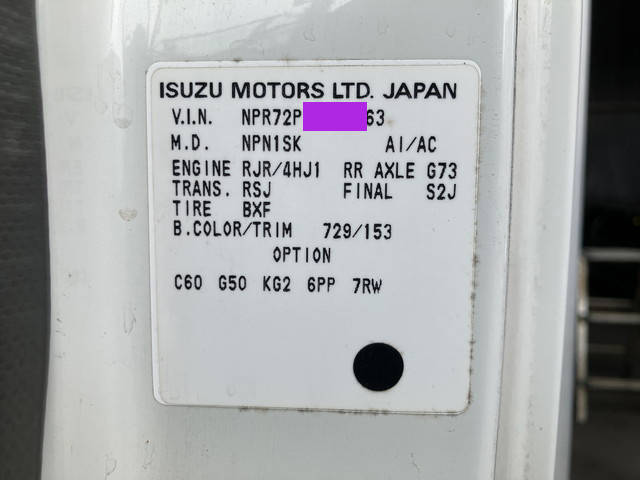 ISUZU MOTORS LTD. JAPAN
V.I.N. NPR72P 63
M.D. NPN1SK AI/AC
ENGINE RJR/4HJ1 RR AXLE G73
TRANS. RSJ FINAL S2J
TIRE BXF
B.COLOR/TRIM 729/153
OPTION
C60 G50 KG2 6PP 7RW